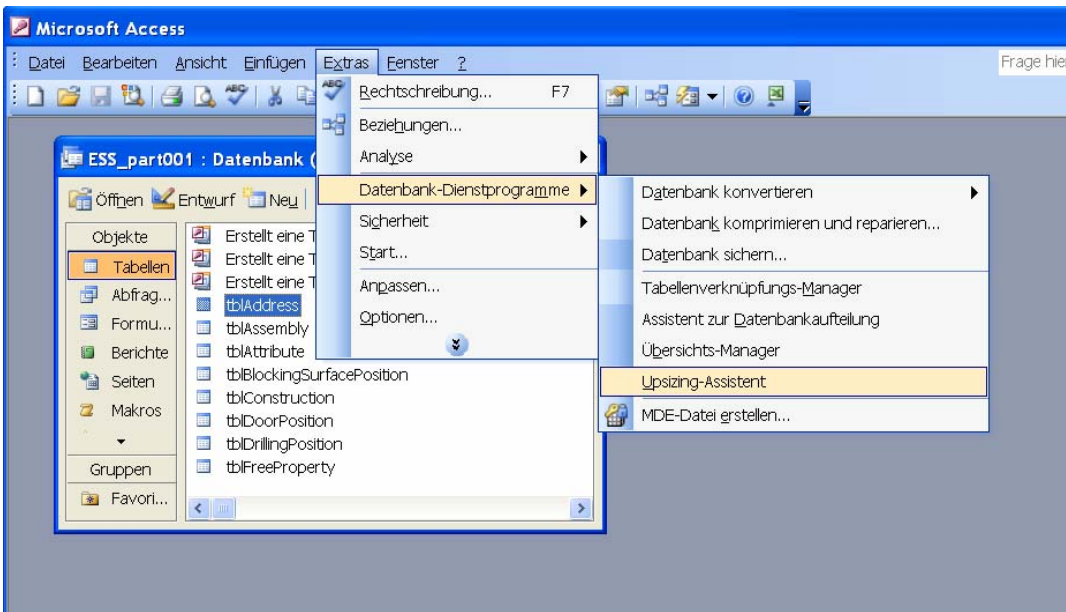 Microsoft Access
Datei Bearbeiten Ansicht Einfügen Extras Fenster ?
Frage hie
Rechtschreibung... F7
Beziehungen...
Analyse
Datenbank-Dienstprogramme
Sicherheit
Start...
Anpassen...
Optionen...
Datenbank konvertieren
Datenbank komprimieren und reparieren...
Datenbank sichern...
Tabellenverknüpfungs-Manager
Assistent zur Datenbankaufteilung
Übersichts-Manager
Upsizing-Assistent
MDE-Datei erstellen...
ESS_part001 : Datenbank (
Öffnen Entwurf Neu
Objekte
Tabellen
Abfrag...
Formu...
Berichte
Seiten
Makros
Gruppen
Favori...
Erstellt eine T
Erstellt eine T
Erstellt eine T
tblAddress
tblAssembly
tblAttribute
tblBlockingSurfacePosition
tblConstruction
tblDoorPosition
tblDrillingPosition
tblFreeProperty